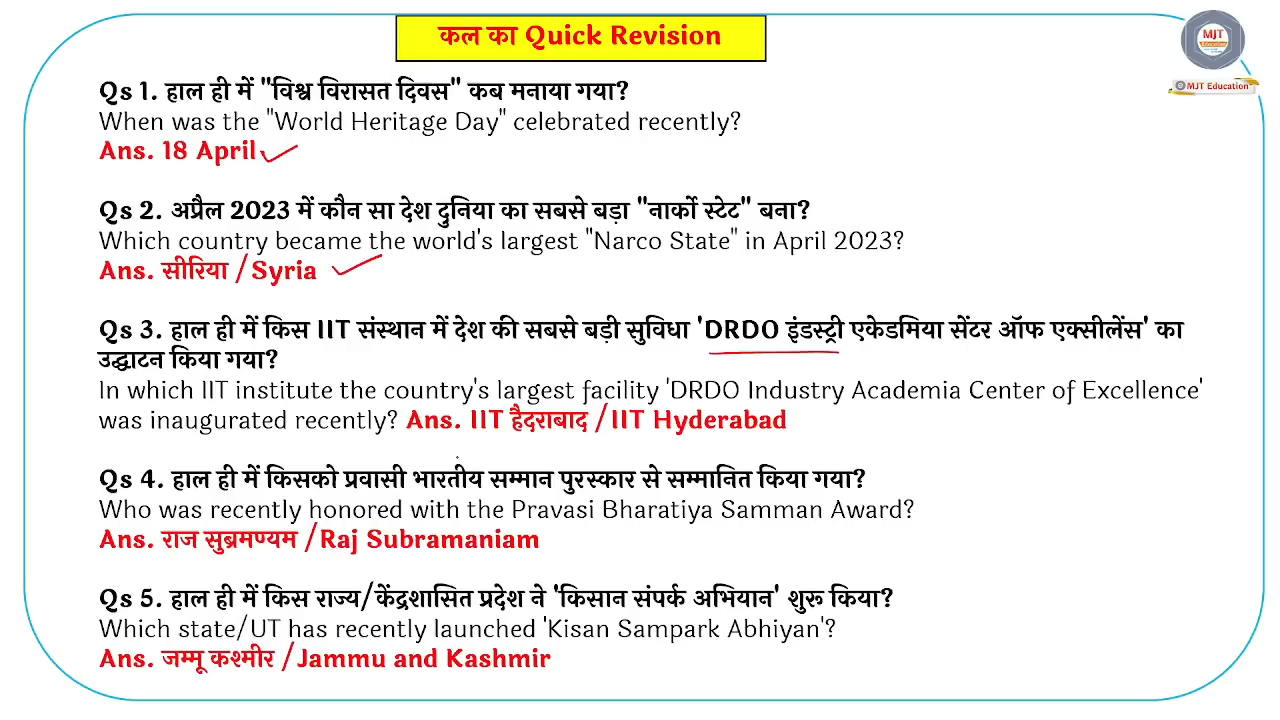 कल का Quick Revision
MJT
Education
MJT Education
Qs 1. हाल ही में "विश्व विरासत दिवस" कब मनाया गया?
When was the "World Heritage Day" celebrated recently?
Ans. 18 April
Qs 2. अप्रैल 2023 में कौन सा देश दुनिया का सबसे बड़ा "नार्को स्टेट" बना?
Which country became the world's largest "Narco State" in April 2023?
Ans. सीरिया /Syria
Qs 3. हाल ही में किस IIT संस्थान में देश की सबसे बड़ी सुविधा 'DRDO इंडस्ट्री एकेडमिया सेंटर ऑफ एक्सीलेंस' का
उद्घाटन किया गया?
In which IIT institute the country's largest facility 'DRDO Industry Academia Center of Excellence'
was inaugurated recently? Ans. IIT हैदराबाद /IIT Hyderabad
Qs 4. हाल ही में किसको प्रवासी भारतीय सम्मान पुरस्कार से सम्मानित किया गया?
Who was recently honored with the Pravasi Bharatiya Samman Award?
Ans. राज सुब्रमण्यम /Raj Subramaniam
Qs 5. हाल ही में किस राज्य/केंद्रशासित प्रदेश ने 'किसान संपर्क अभियान' शुरू किया?
Which state/UT has recently launched 'Kisan Sampark Abhiyan'?
Ans. जम्मू कश्मीर /Jammu and Kashmir